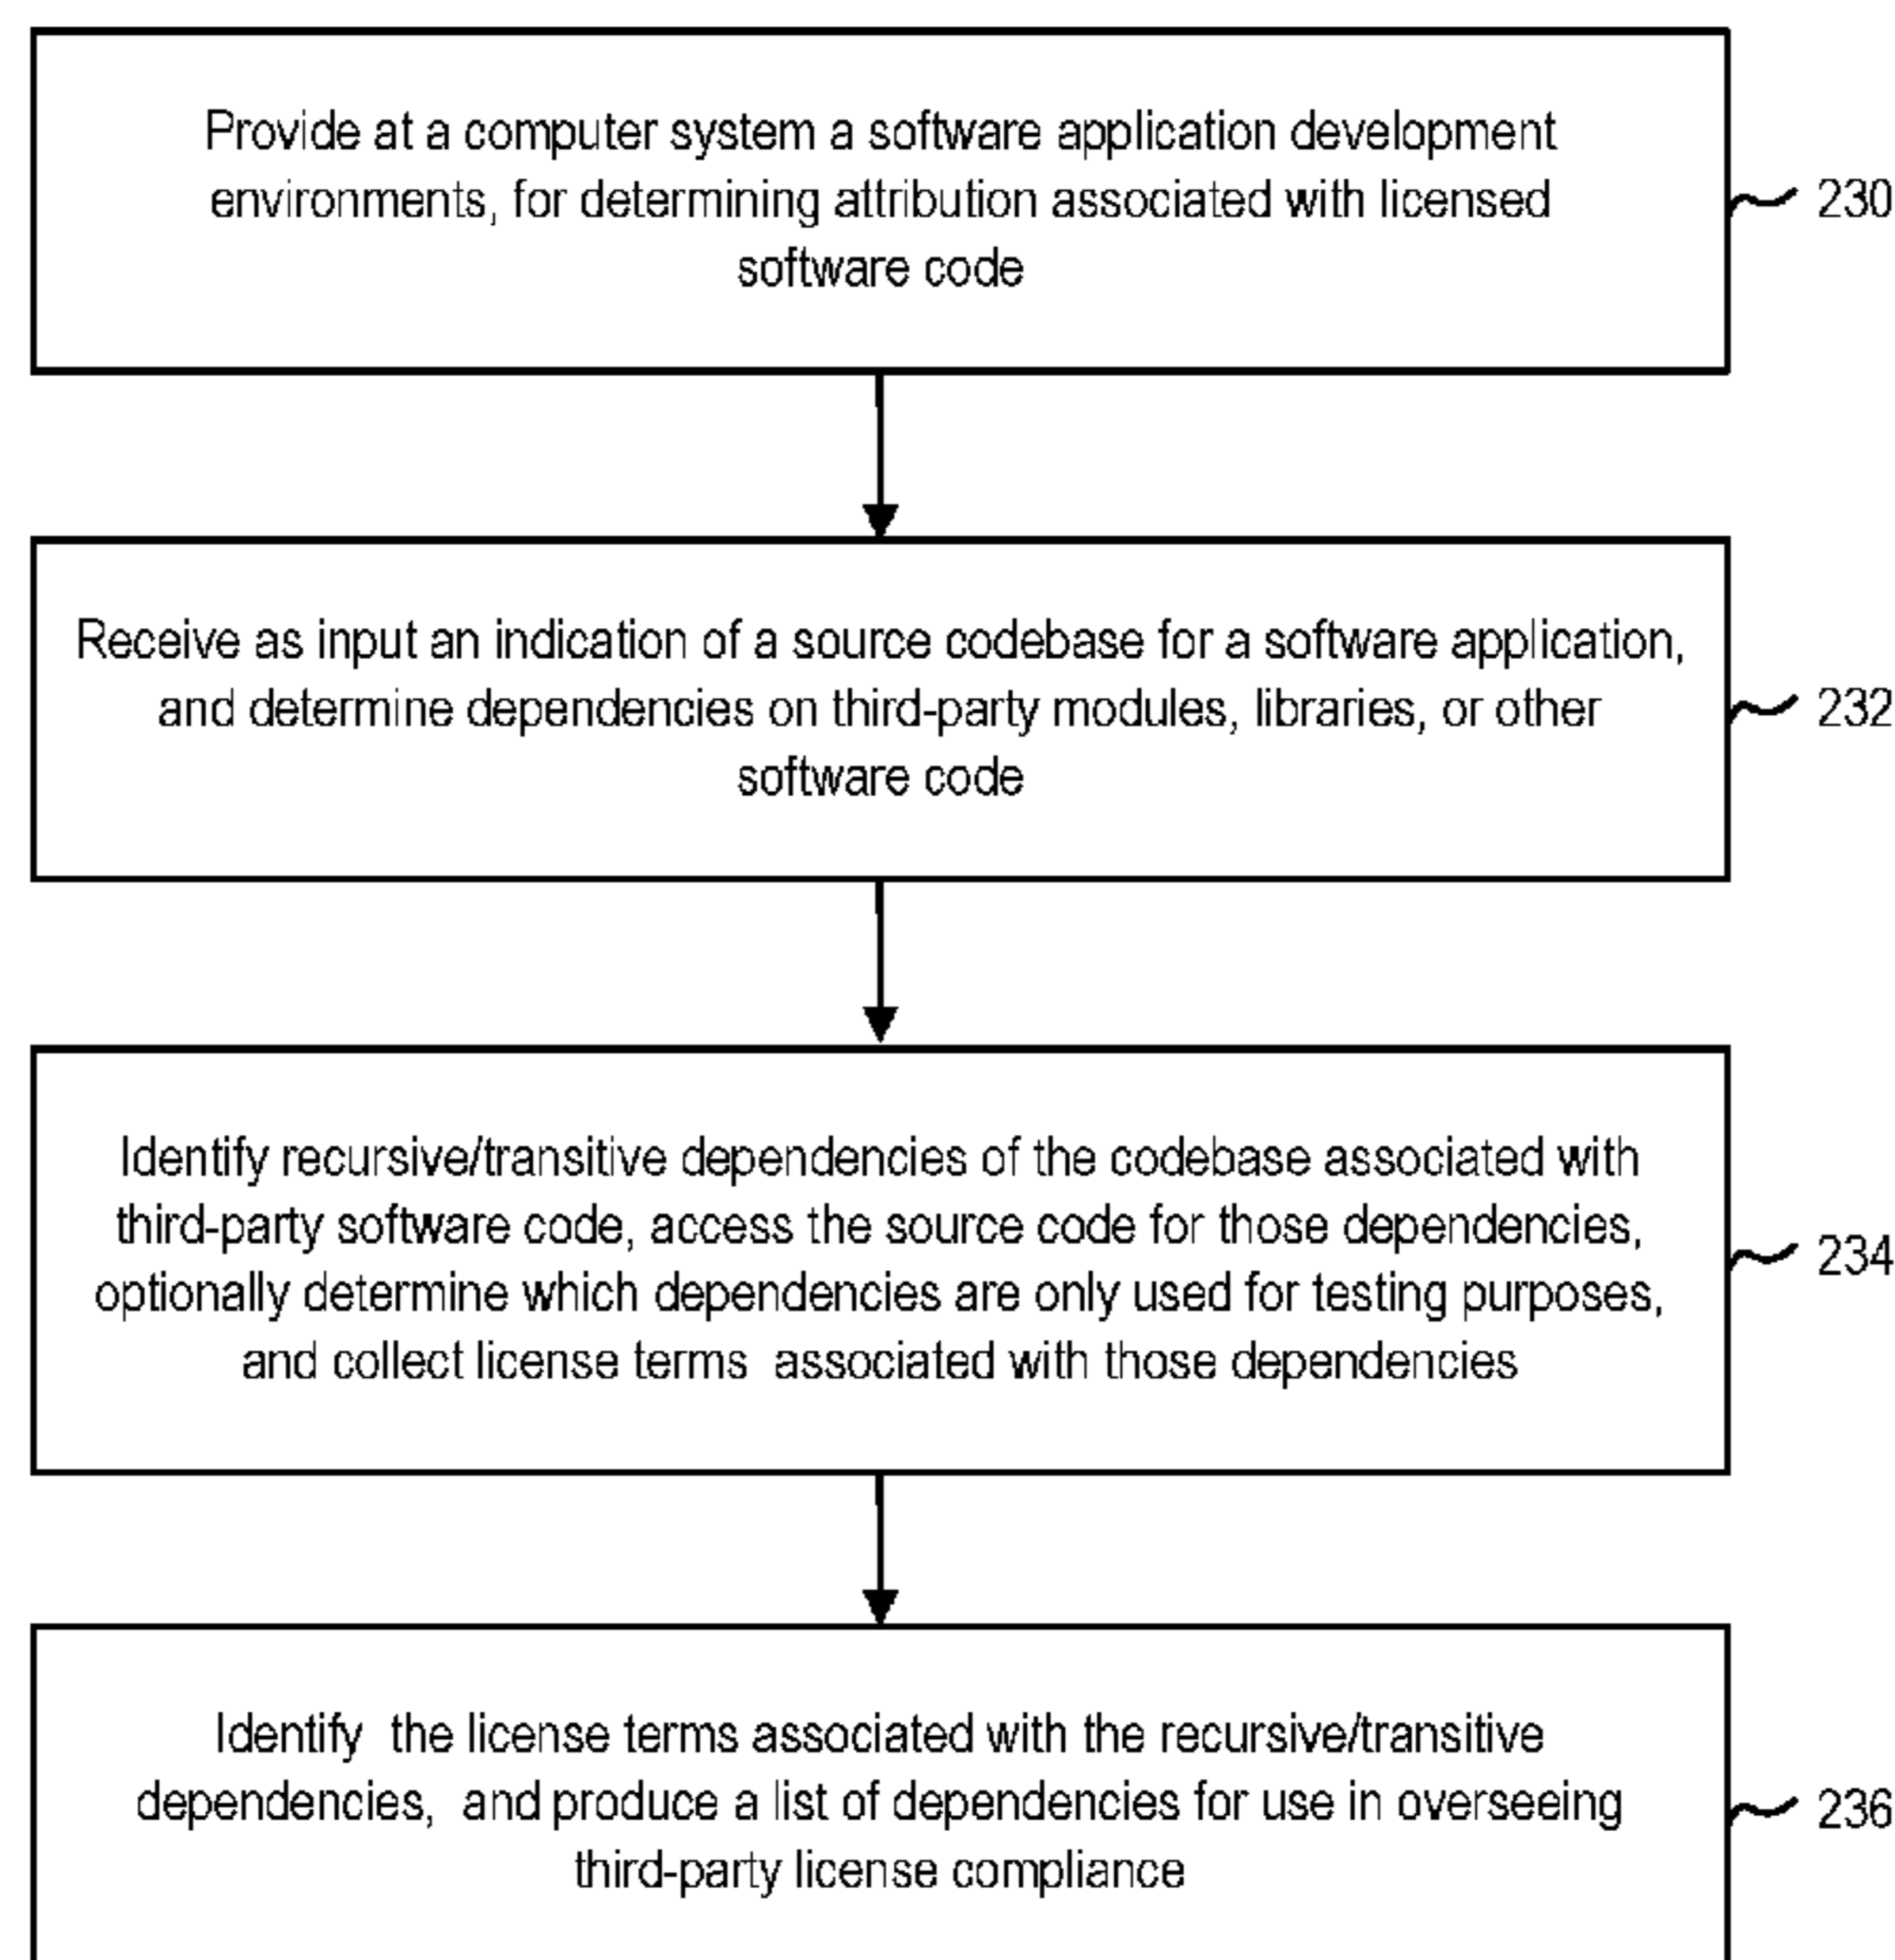 Provide at a computer system a software application development
environments, for determining attribution associated with licensed
software code
230
Receive as input an indication of a source codebase for a software application,
and determine dependencies on third-party modules, libraries, or other
software code
232
Identify recursive/transitive dependencies of the codebase associated with
third-party software code, access the source code for those dependencies,
optionally determine which dependencies are only used for testing purposes,
and collect license terms associated with those dependencies
234
Identify the license terms associated with the recursive/transitive
dependencies, and produce a list of dependencies for use in overseeing
third-party license compliance
236